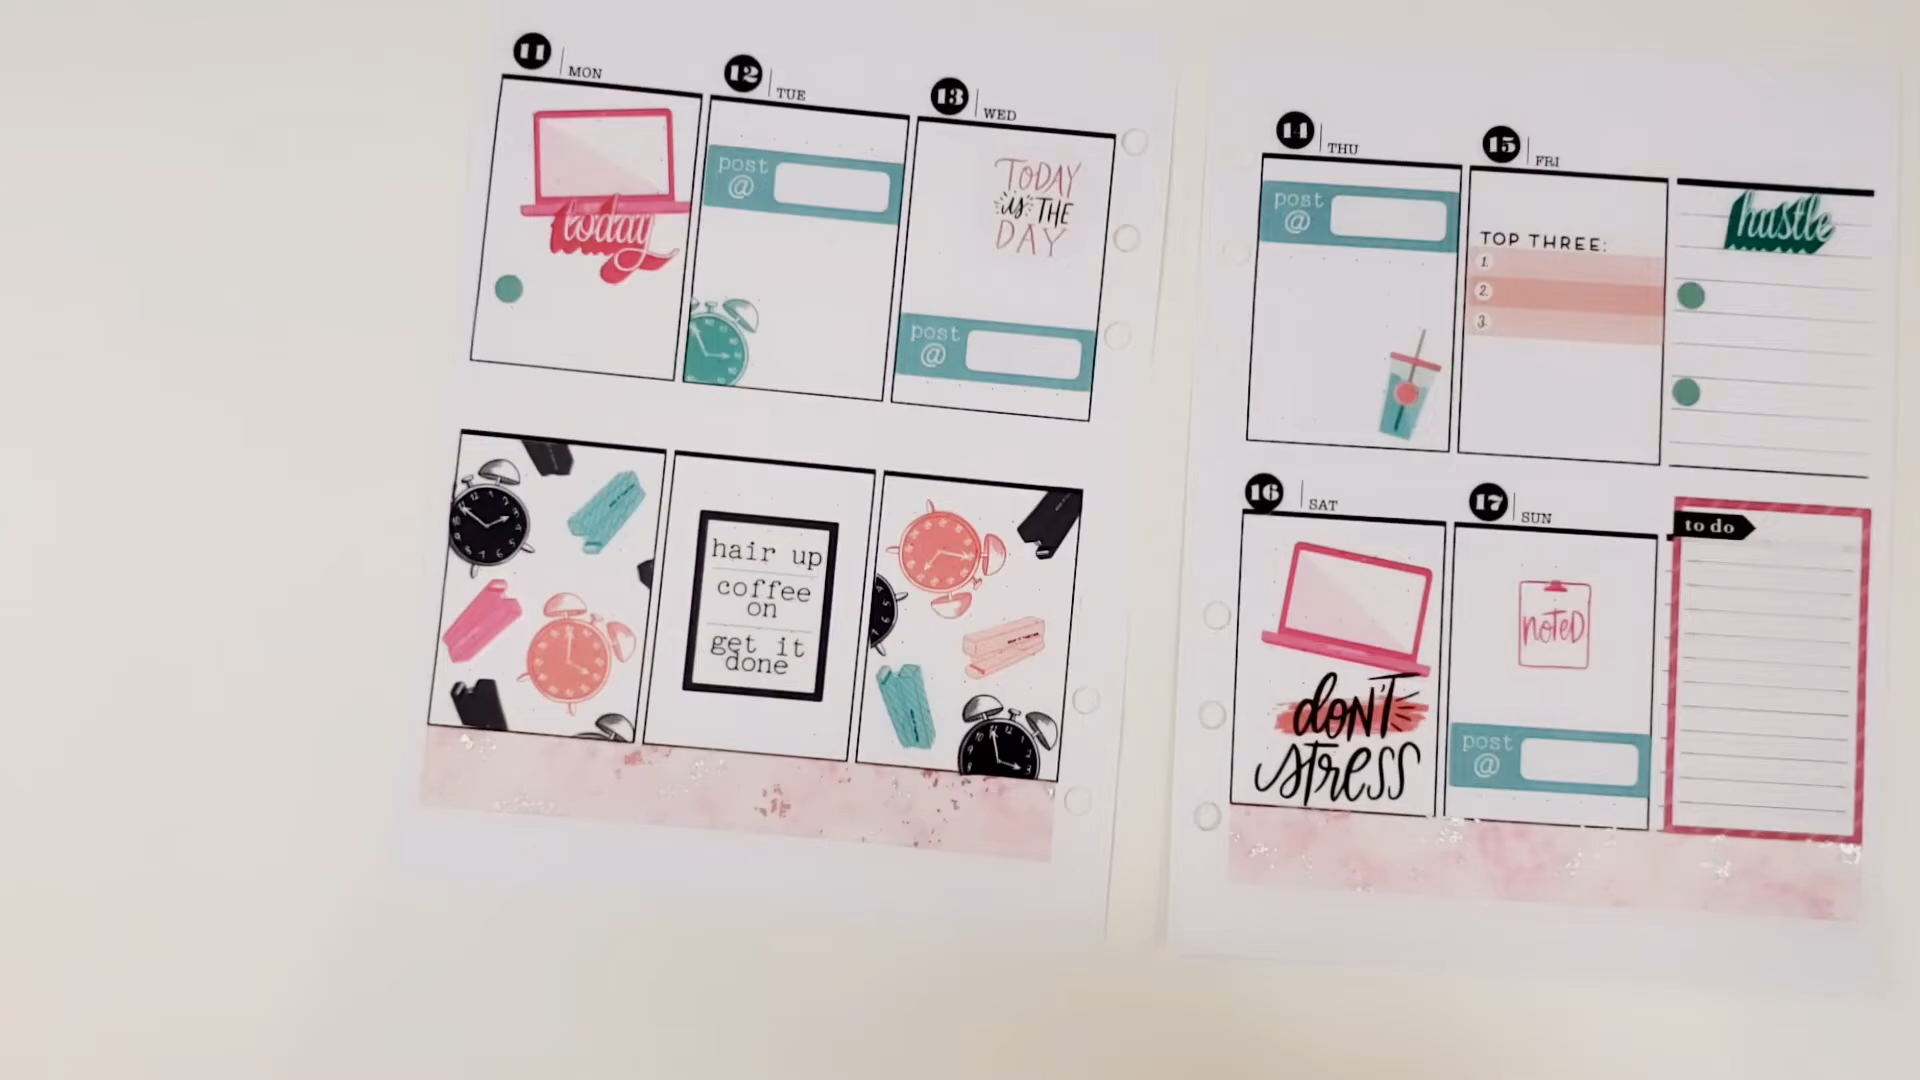 11 MON
today
12 TUE
post
@
13 WED
TODAY
is THE
DAY
post
@
hair up
coffee
on
get it
done
14 THU
post
@
15 FRI
TOP THREE:
1.
2.
3.
hustle
16 SAT
DON'T
STRESS
17 SUN
NOTED
post
@
to do